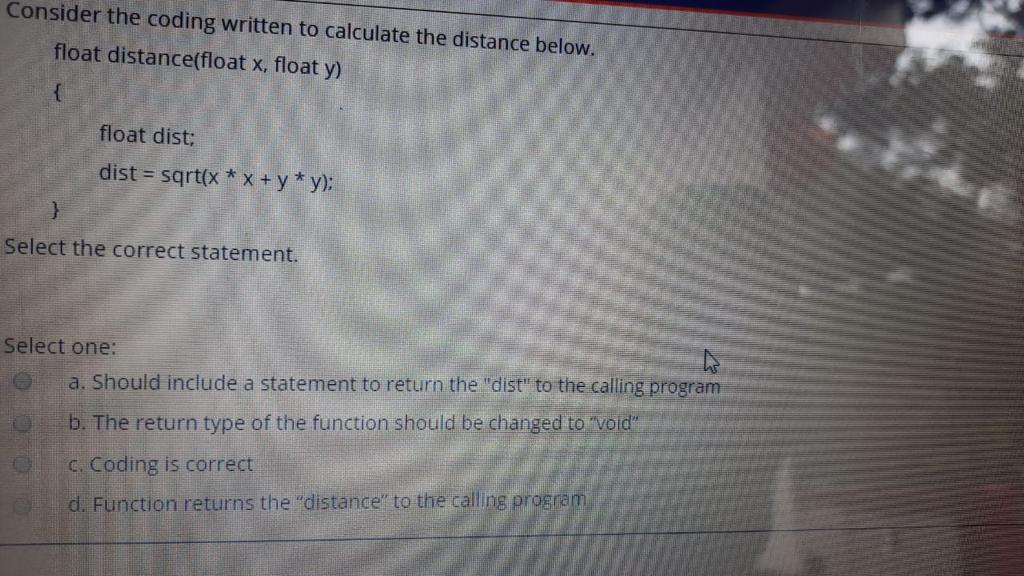 Consider the coding written to calculate the distance below.
float distance(float x, float y)
{
float dist;
dist = sqrt(x * x + y * y);
}
Select the correct statement.
Select one:
a. Should include a statement to return the "dist" to the calling program
b. The return type of the function should be changed to "void"
c. Coding is correct
d. Function returns the "distance" to the calling program